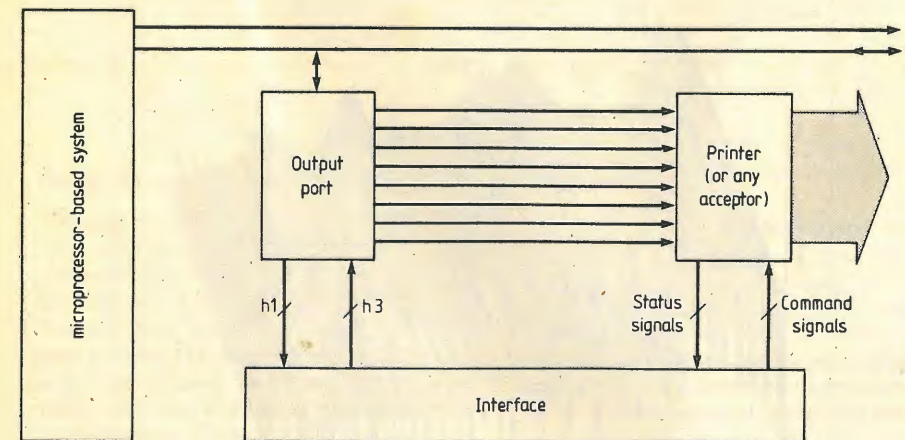 microprocessor-based system
Output
port
Printer
(or any
acceptor)
h1
h3
Status
signals
Command
signals
Interface